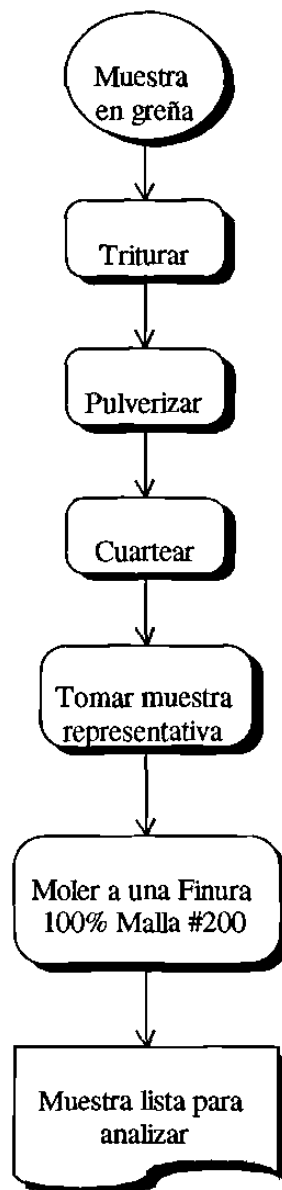 Muestra
en greña
Triturar
Pulverizar
Cuartear
Tomar muestra
representativa
Moler a una Finura
100% Malla #200
Muestra lista para
analizar